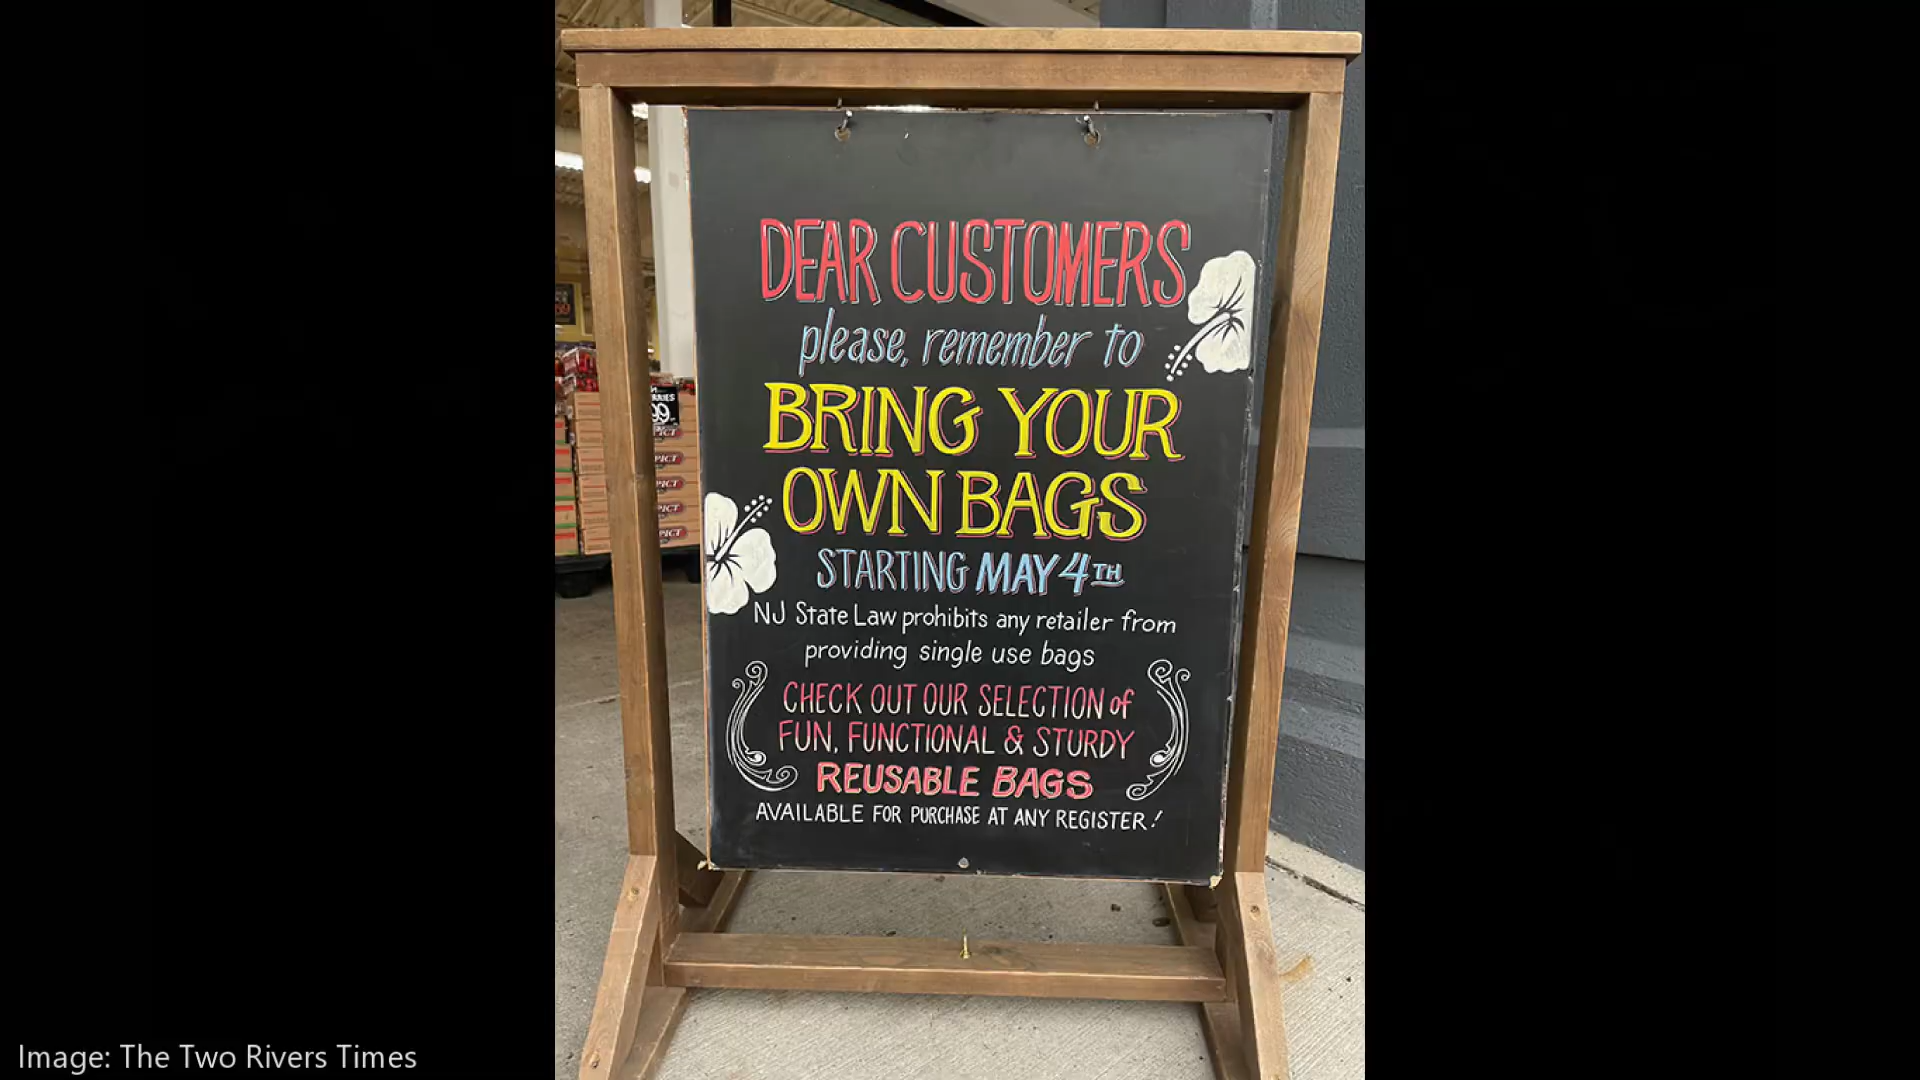 DEAR CUSTOMERS
please, remember to
BRING YOUR
OWN BAGS
STARTING MAY 4TH
NJ State Law prohibits any retailer from
providing single use bags
CHECK OUT OUR SELECTION of
FUN, FUNCTIONAL & STURDY
REUSABLE BAGS
AVAILABLE FOR PURCHASE AT ANY REGISTER!
Image: The Two Rivers Times